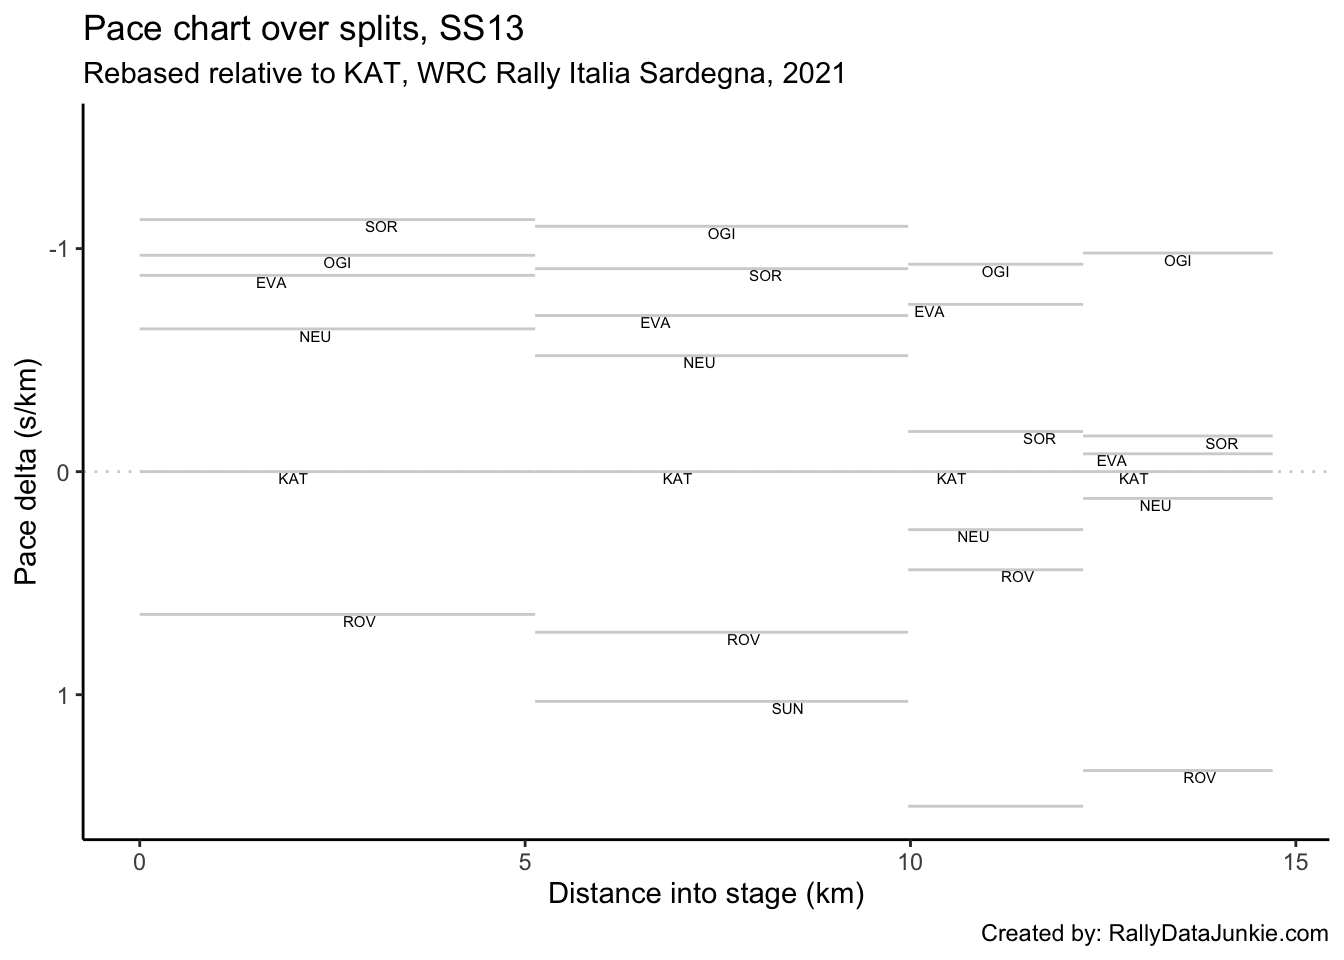 Pace chart over splits, SS13
Rebased relative to KAT, WRC Rally Italia Sardegna, 2021
SOR
OGI
OGI
-1
OGI
OGI
SOR
EVA
EVA
EVA
NEU
NEU
SOR
SOR
EVA
0
KAT
KAT
KAT
KAT
NEU
NEU
ROV
ROV
ROV
1
SUN
ROV
Pace delta (s/km)
0
5
10
15
Distance into stage (km)
Created by: RallyDataJunkie.com